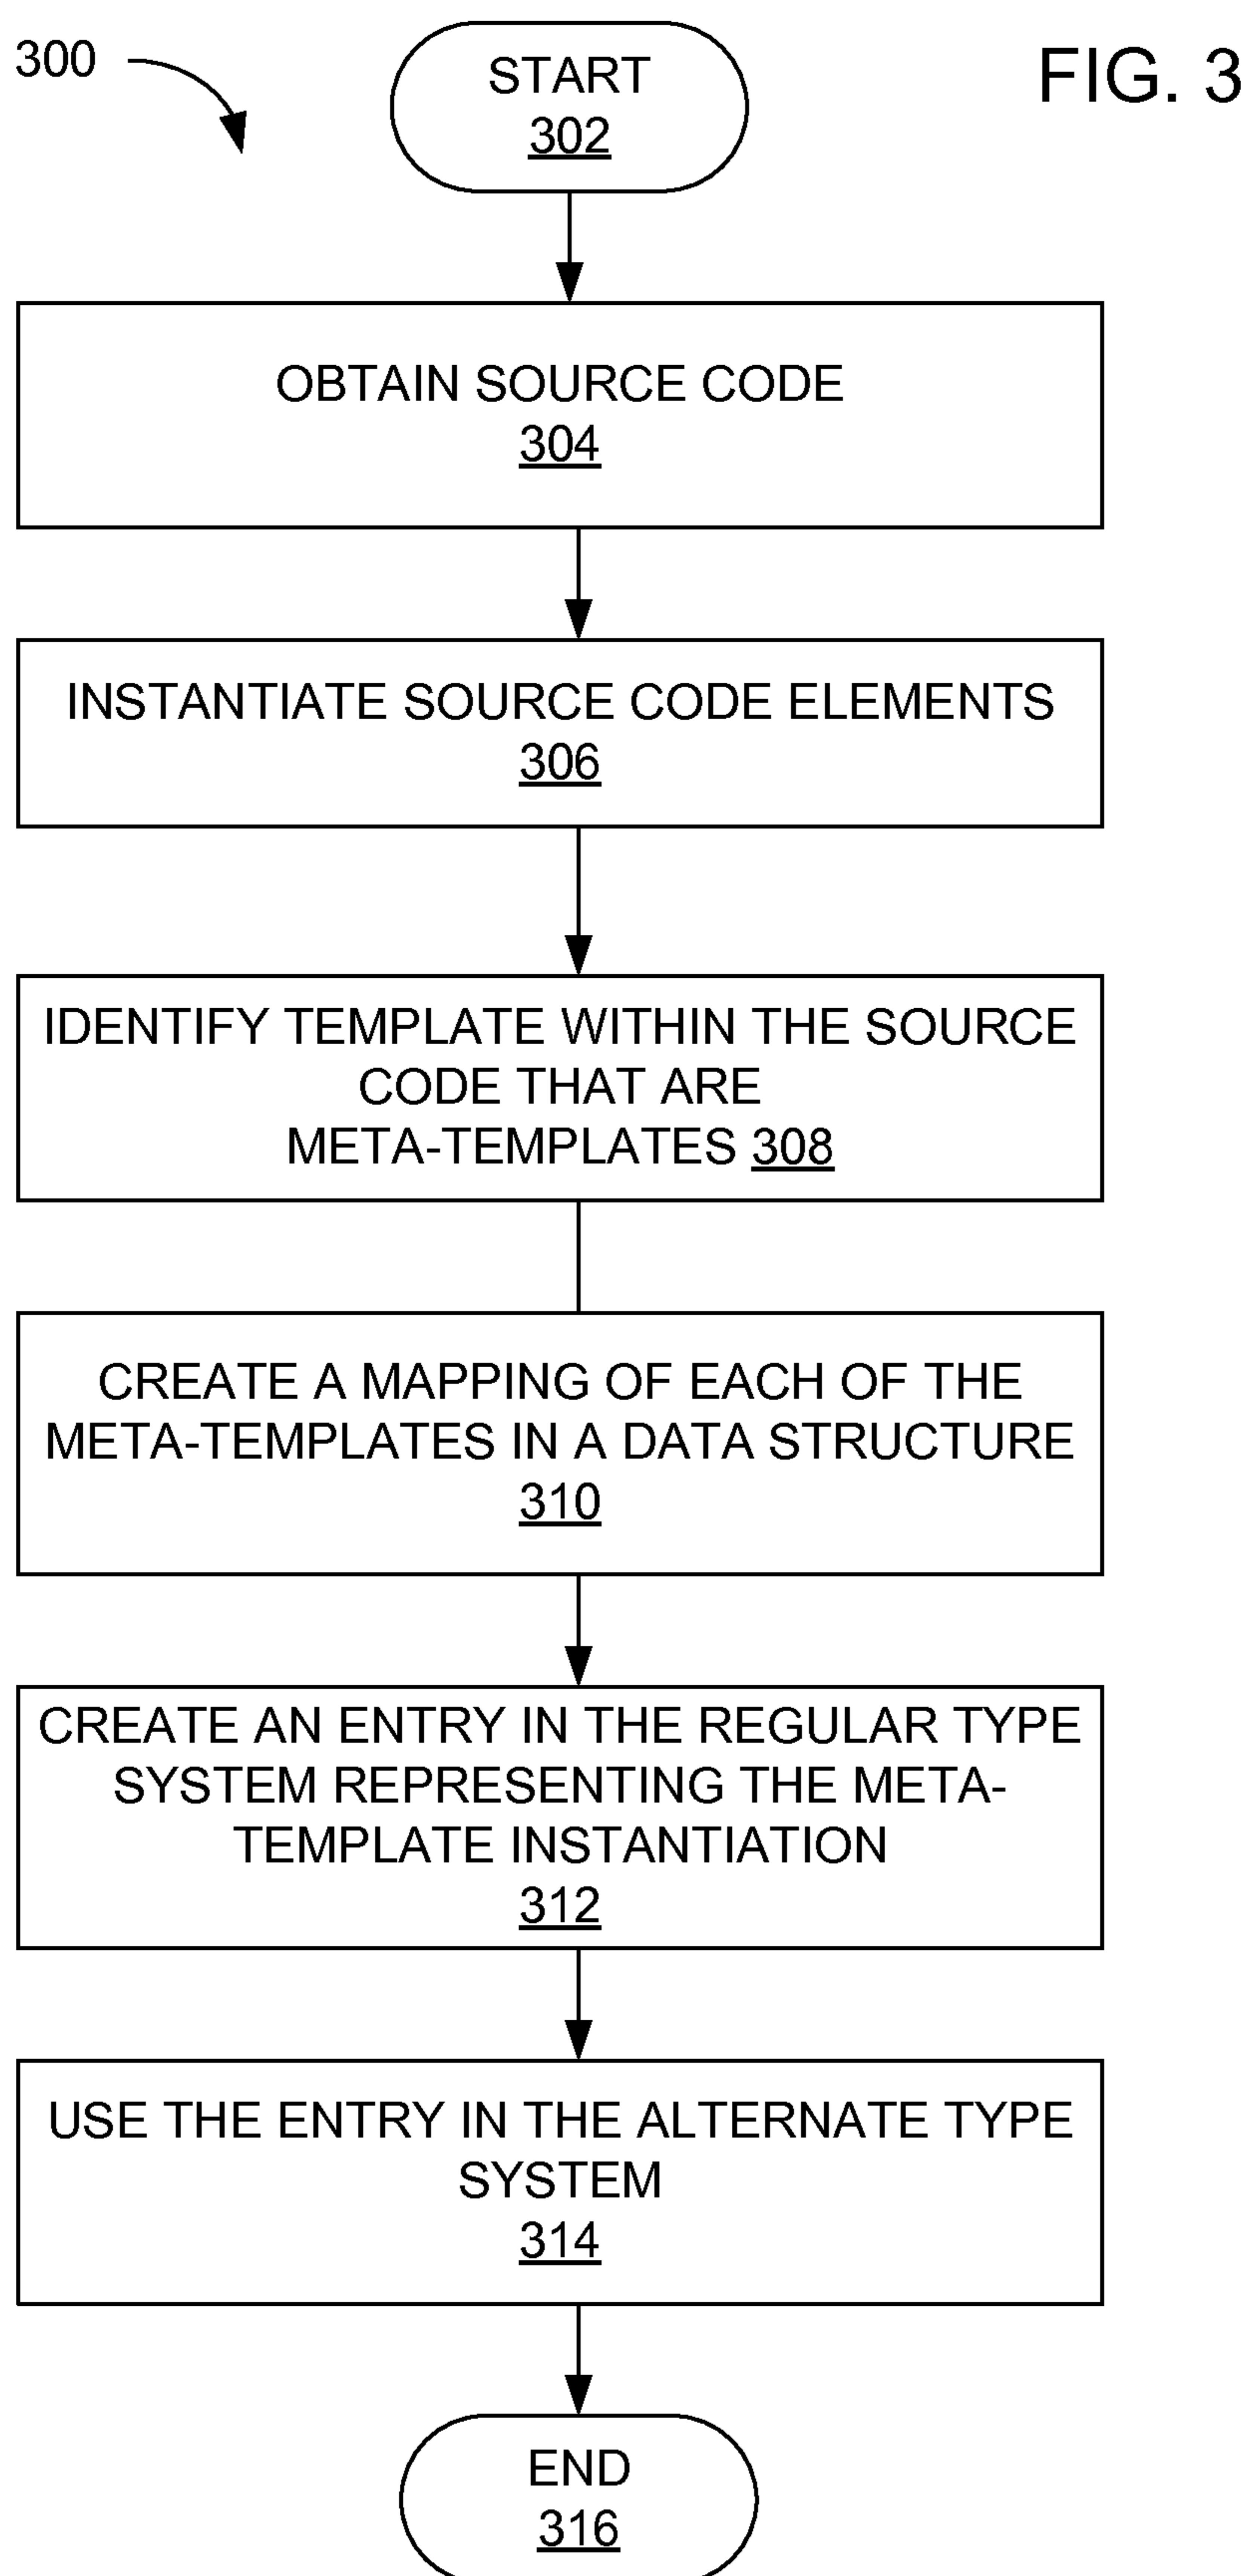 300
START
302
FIG. 3
OBTAIN SOURCE CODE
304
INSTANTIATE SOURCE CODE ELEMENTS
306
IDENTIFY TEMPLATE WITHIN THE SOURCE
CODE THAT ARE
META-TEMPLATES 308
CREATE A MAPPING OF EACH OF THE
META-TEMPLATES IN A DATA STRUCTURE
310
CREATE AN ENTRY IN THE REGULAR TYPE
SYSTEM REPRESENTING THE META-
TEMPLATE INSTANTIATION
312
USE THE ENTRY IN THE ALTERNATE TYPE
SYSTEM
314
END
316